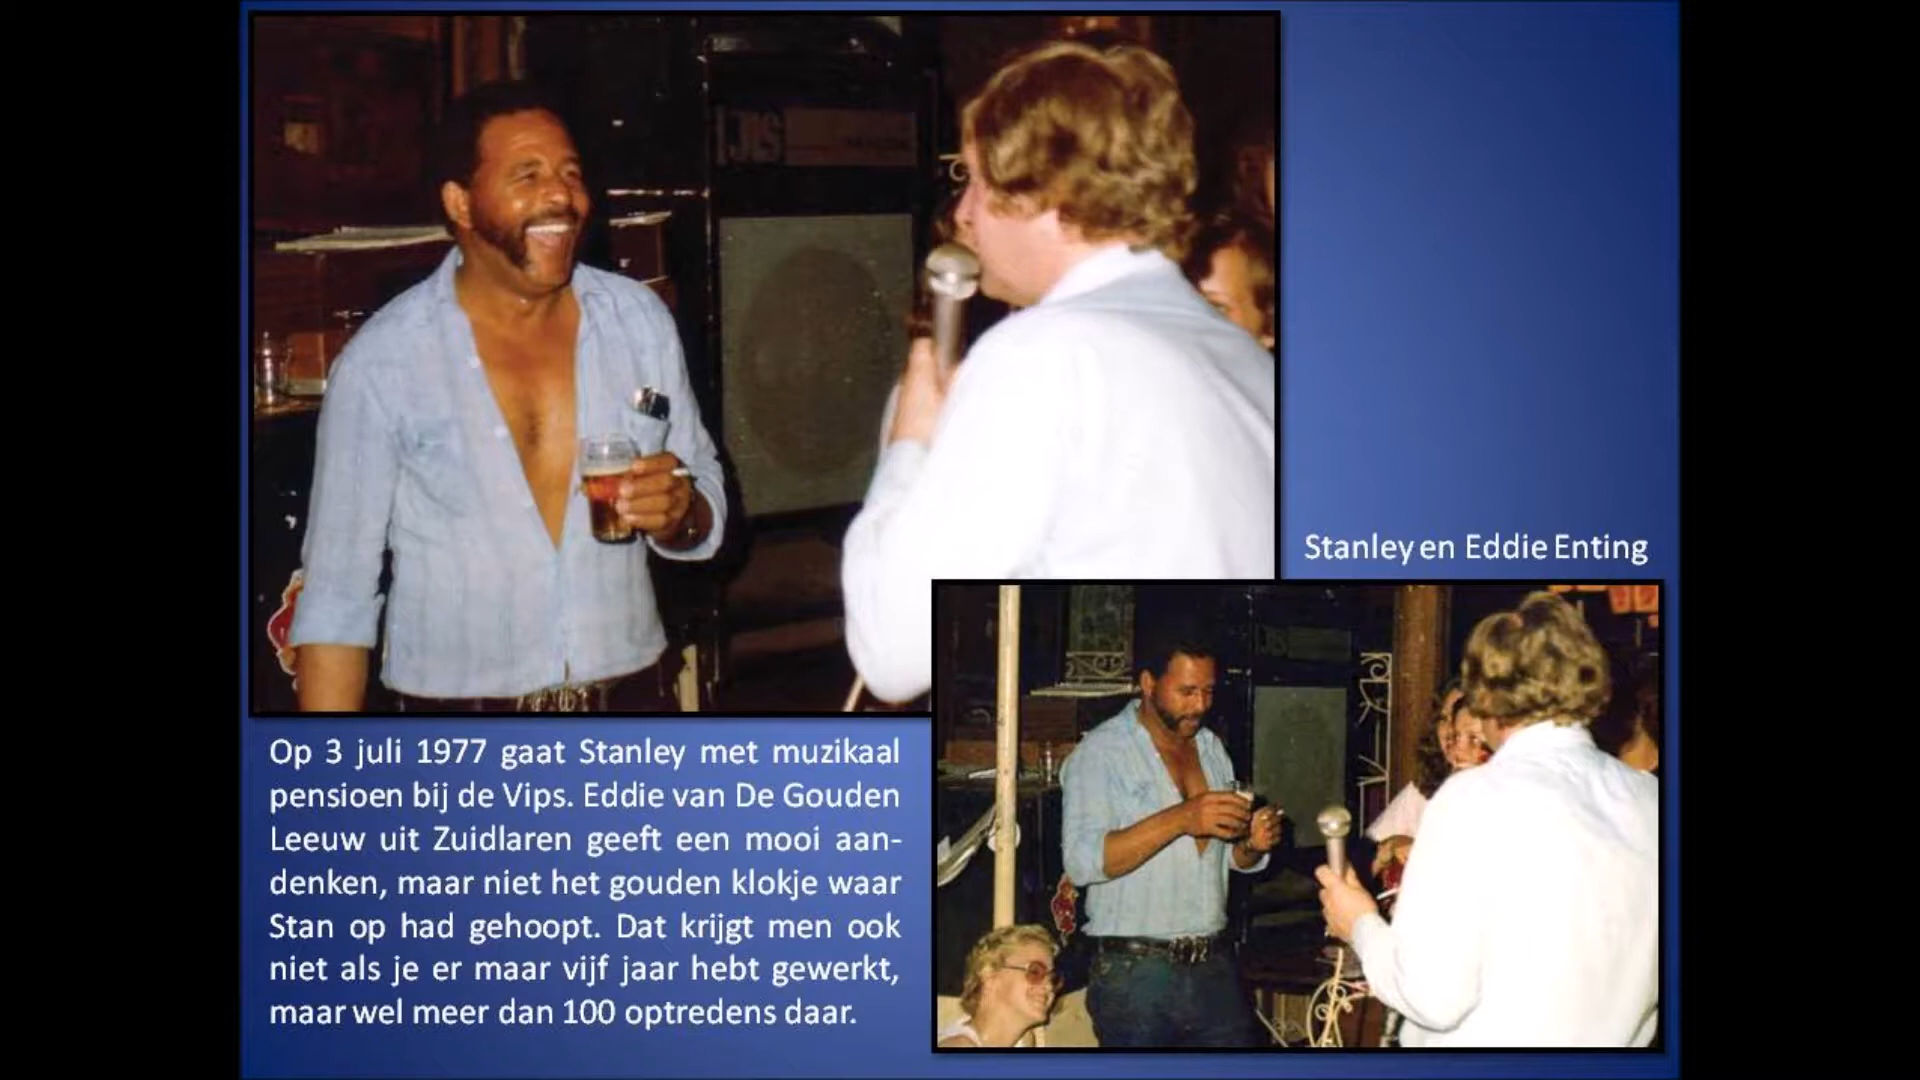 IJIS
Stanley en Eddie Enting
IJIS
Op 3 juli 1977 gaat Stanley met muzikaal
pensioen bij de Vips. Eddie van De Gouden
Leeuw uit Zuidlaren geeft een mooi aan-
denken, maar niet het gouden klokje waar
Stan op had gehoopt. Dat krijgt men ook
niet als je er maar vijf jaar hebt gewerkt,
maar wel meer dan 100 optredens daar.